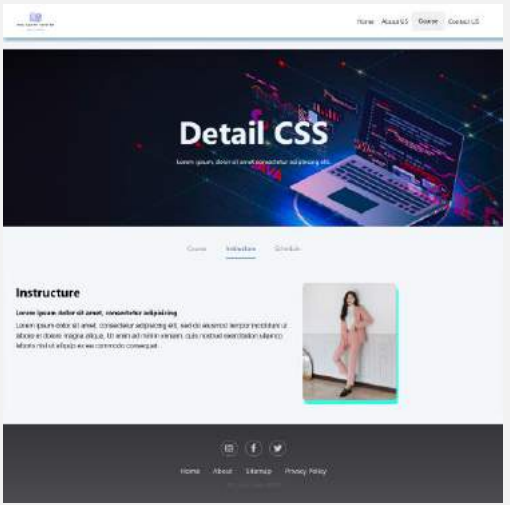 Home About US Course Contact US
Detail CSS
Lorem ipsum, dolor sit amet consectetur adipisicing elit.
JAVA
Course Instructure Schedule
Instructure
Lorem ipsum dolor sit amet, consectetur adipisicing
Lorem ipsum dolor sit amet, consectetur adipiscing elit, sed do eiusmod tempor incididunt ut
labore et dolore magna aliqua. Ut enim ad minim veniam, quis nostrud exercitation ullamco
laboris nisi ut aliquip ex ea commodo consequat.
Home About Sitemap Privacy Policy